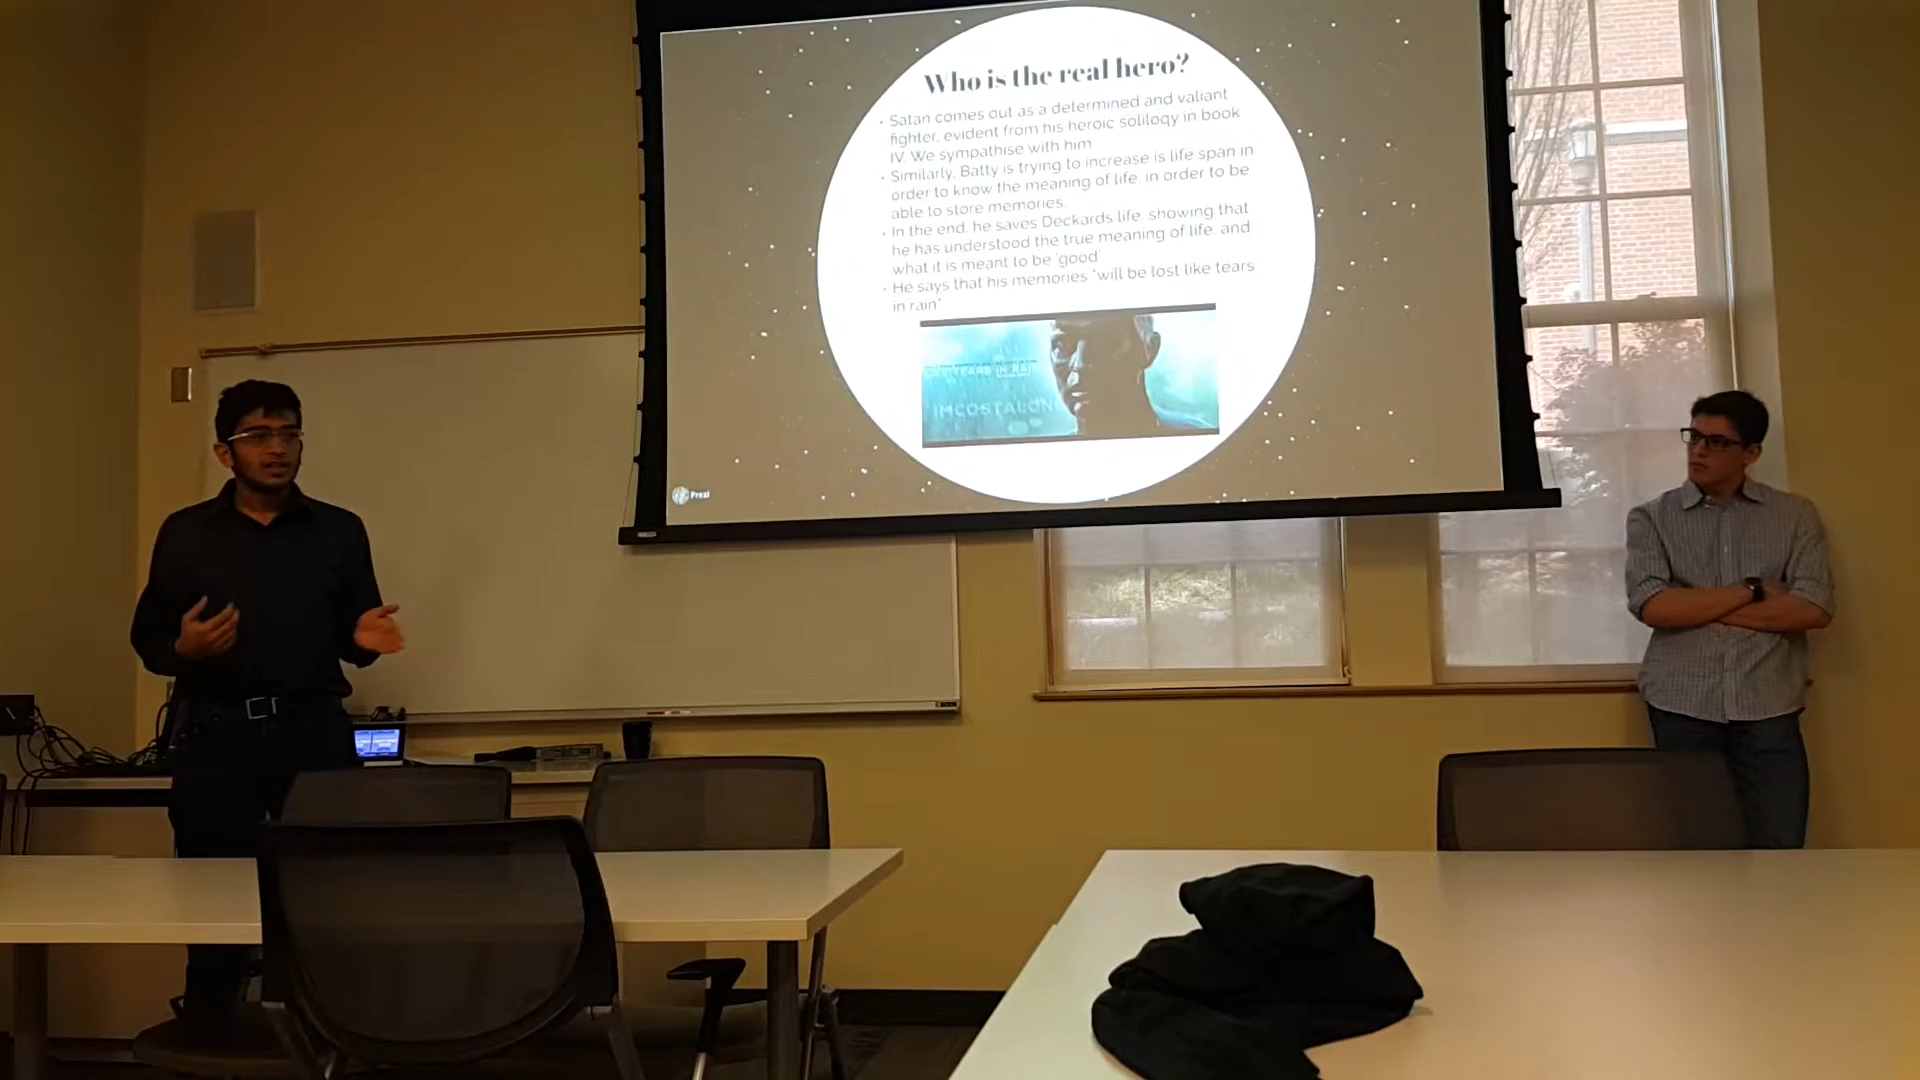 Who is the real hero?
• Satan comes out as a determined and valiant
fighter, evident from his heroic soliloqy in book
IV. We sympathise with him
• Similarly, Batty is trying to increase is life span in
order to know the meaning of life, in order to be
able to store memories.
• In the end, he saves Deckards life, showing that
he has understood the true meaning of life, and
what it is meant to be 'good'
• He says that his memories "will be lost like tears
in rain"
TEARS IN RAIN
IMCOSTALONG
Prezi